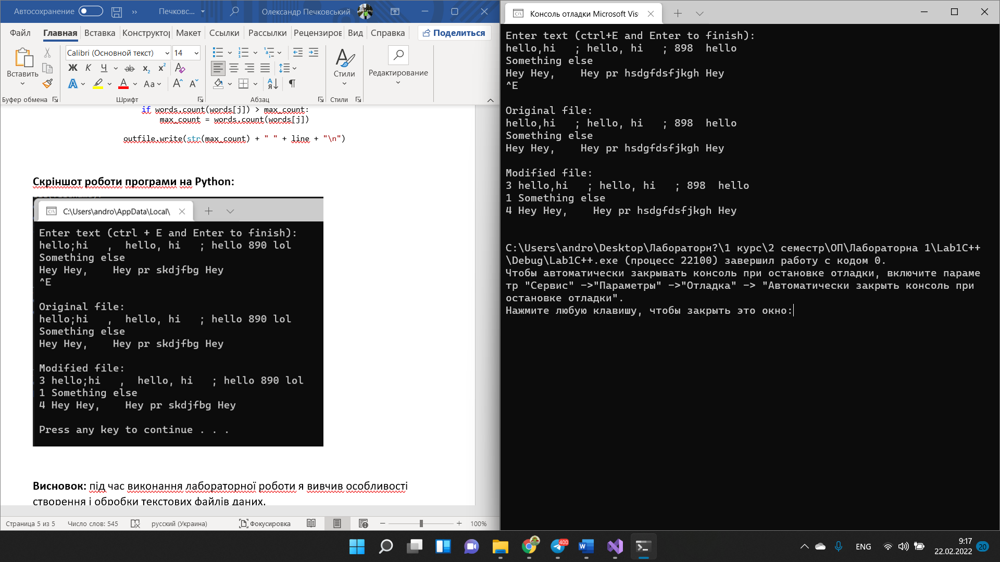 Автосохранение
Печковс...
Олександр Печковський
Файл Главная Вставка Конструктор Макет Ссылки Рассылки Рецензиров Вид Справка Поделиться
Calibri (Основной текст) 14
Вставить
Ж К Ч ab x₂ x²
А А Аа А А
Стили
Редактирование
Буфер обмена Шрифт Абзац Стили
if words.count(words[j]) > max_count:
max_count = words.count(words[j])
outfile.write(str(max_count) + " " + line + "\n")
Скріншот роботи програми на Python:
C:\Users\andro\AppData\Local\
Enter text (ctrl + E and Enter to finish):
hello;hi   ,  hello, hi   ; hello 890 lol
Something else
Hey Hey,    Hey pr skdjfbg Hey
^E
Original file:
hello;hi   ,  hello, hi   ; hello 890 lol
Something else
Hey Hey,    Hey pr skdjfbg Hey
Modified file:
3 hello;hi   ,  hello, hi   ; hello 890 lol
1 Something else
4 Hey Hey,    Hey pr skdjfbg Hey
Press any key to continue . . .
Висновок: під час виконання лабораторної роботи я вивчив особливості
створення і обробки текстових файлів даних.
Страница 5 из 5 Число слов: 545 русский (Украина) Фокусировка 100%
Консоль отладки Microsoft Vis
Enter text (ctrl+E and Enter to finish):
hello,hi   ; hello, hi   ; 898  hello
Something else
Hey Hey,    Hey pr hsdgfdsfjkgh Hey
^E
Original file:
hello,hi   ; hello, hi   ; 898  hello
Something else
Hey Hey,    Hey pr hsdgfdsfjkgh Hey
Modified file:
3 hello,hi   ; hello, hi   ; 898  hello
1 Something else
4 Hey Hey,    Hey pr hsdgfdsfjkgh Hey
C:\Users\andro\Desktop\Лабораторн?\1 курс\2 семестр\ОП\Лабораторна 1\Lab1C++
\Debug\Lab1C++.exe (процесс 22100) завершил работу с кодом 0.
Чтобы автоматически закрывать консоль при остановке отладки, включите параме
тр "Сервис" ->"Параметры" ->"Отладка" -> "Автоматически закрыть консоль при
остановке отладки".
Нажмите любую клавишу, чтобы закрыть это окно:
400
ENG
9:17
22.02.2022
20